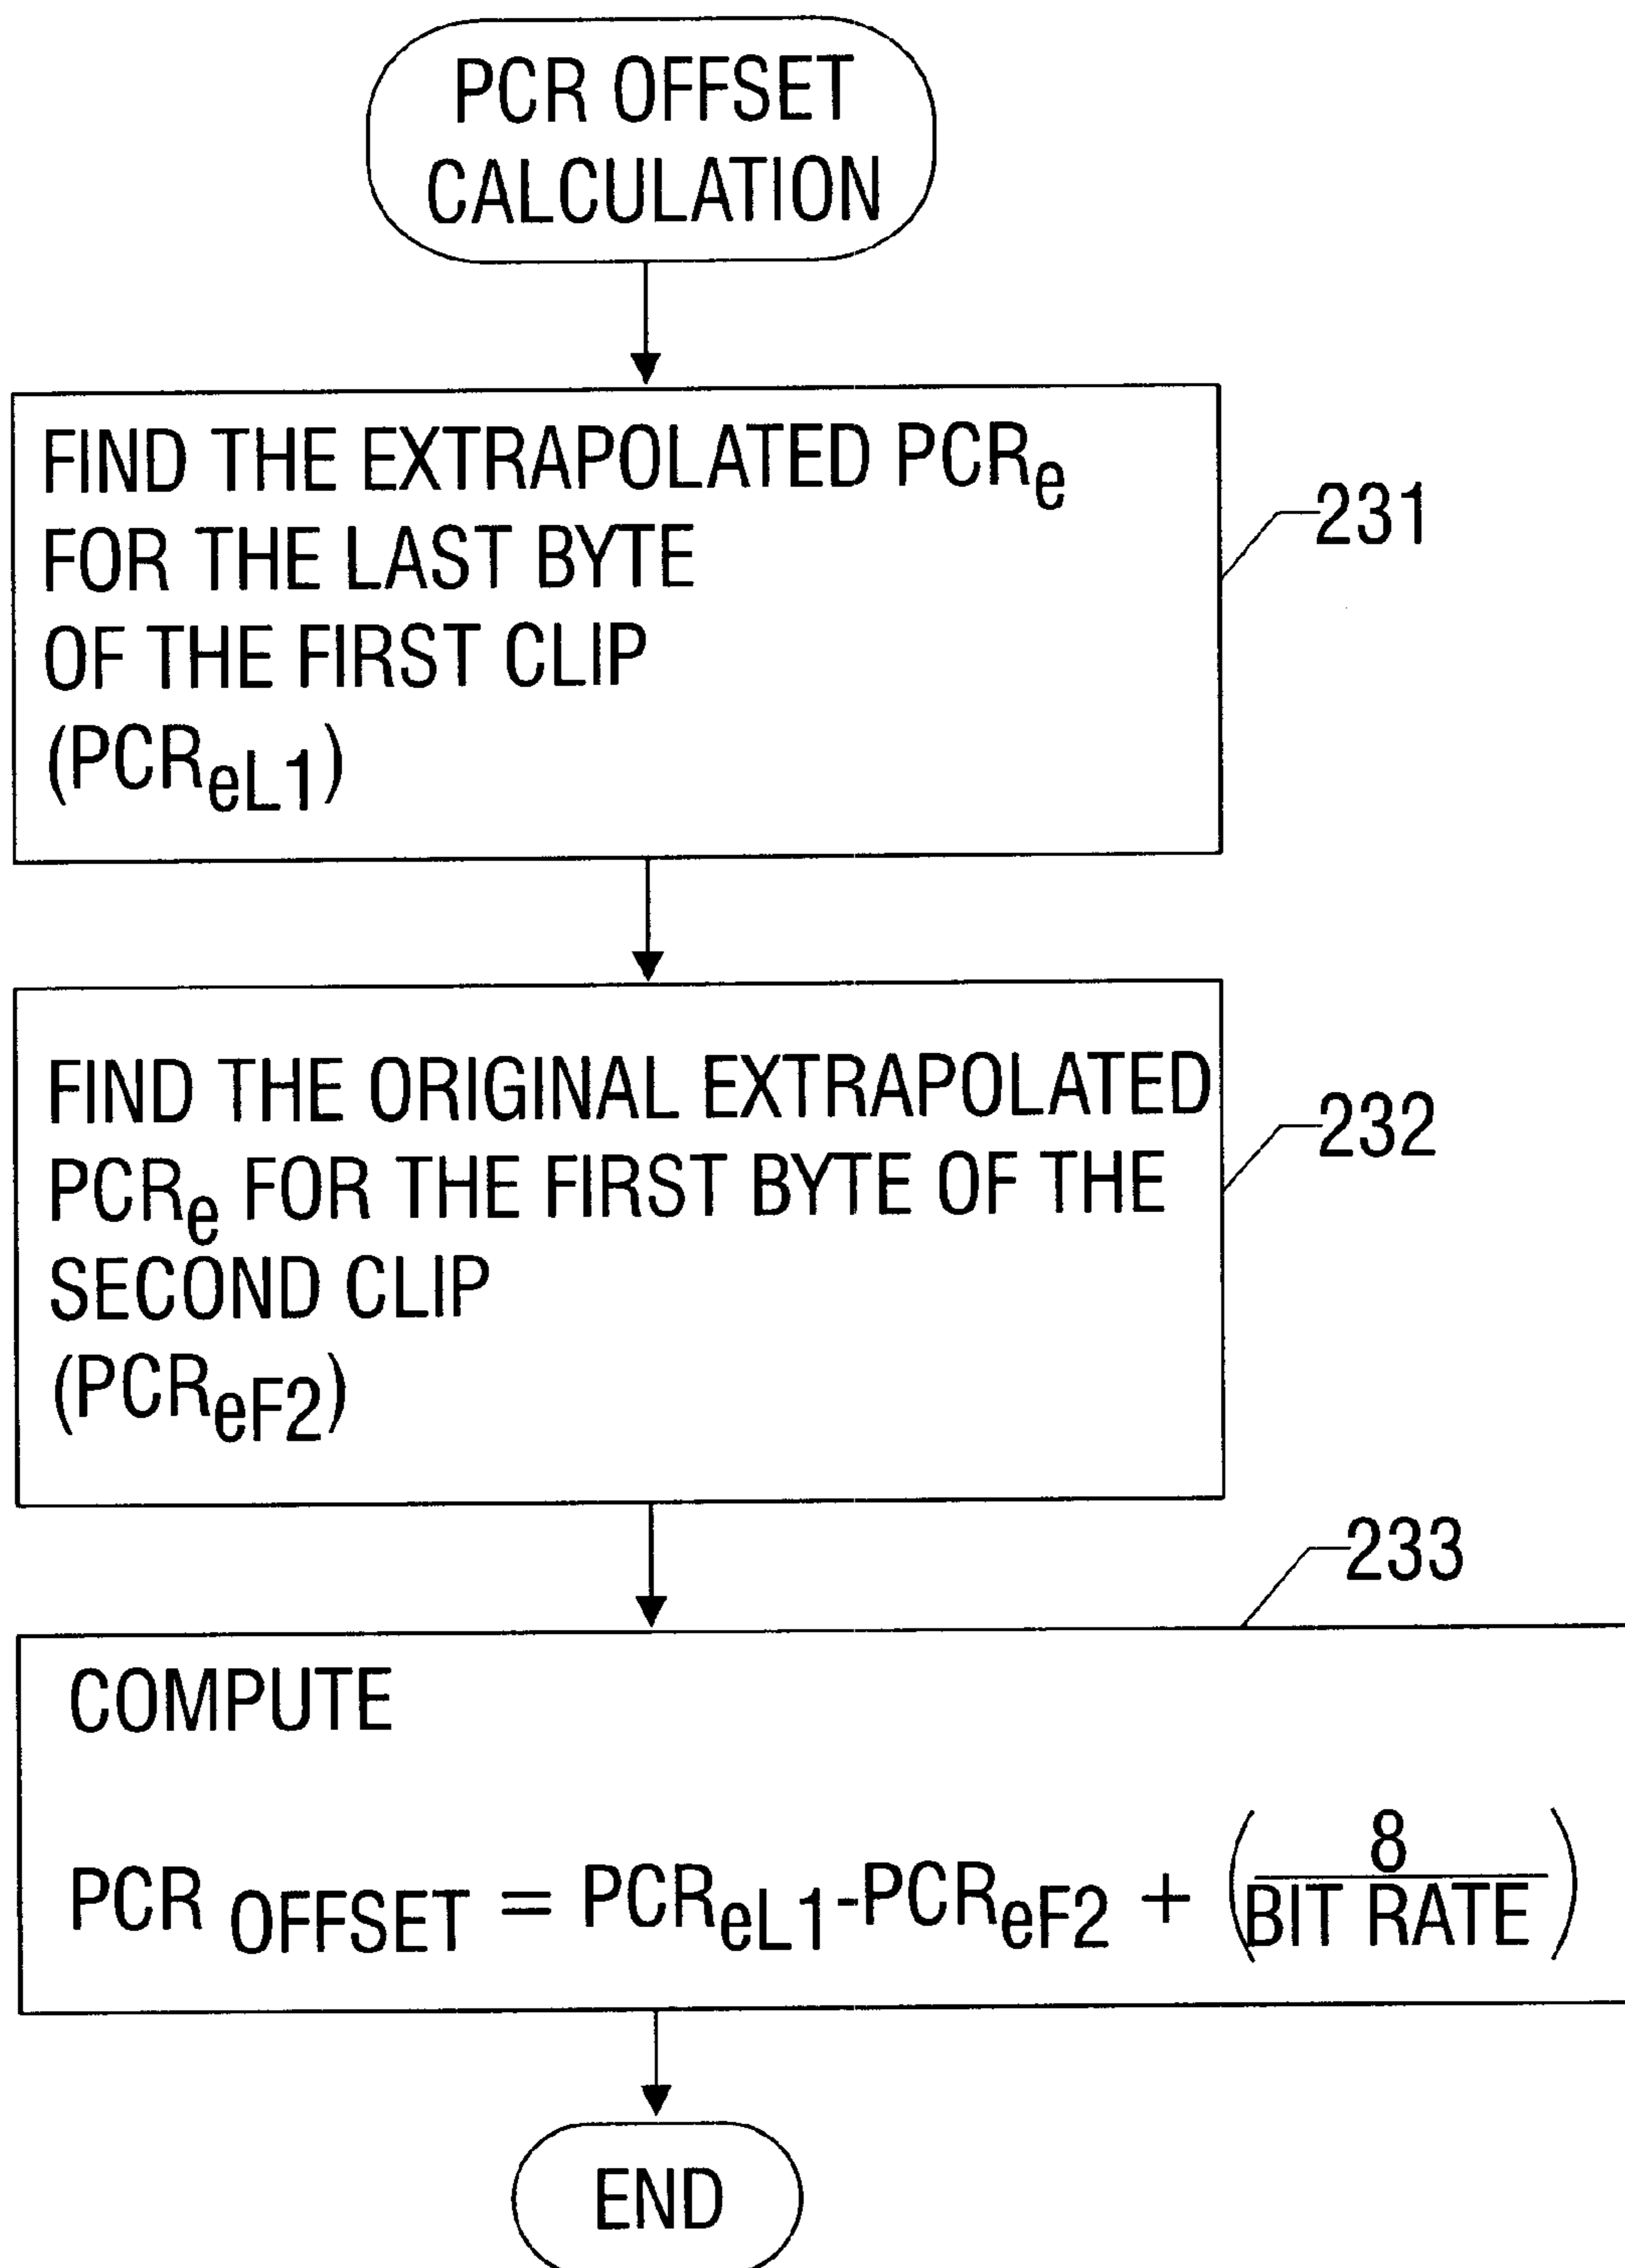 PCR OFFSET
CALCULATION
FIND THE EXTRAPOLATED PCRe
FOR THE LAST BYTE
OF THE FIRST CLIP
(PCReL1)
231
FIND THE ORIGINAL EXTRAPOLATED
PCRe FOR THE FIRST BYTE OF THE
SECOND CLIP
(PCReF2)
232
233
COMPUTE
PCR OFFSET = PCReL1-PCReF2 + (8/BIT RATE)
END